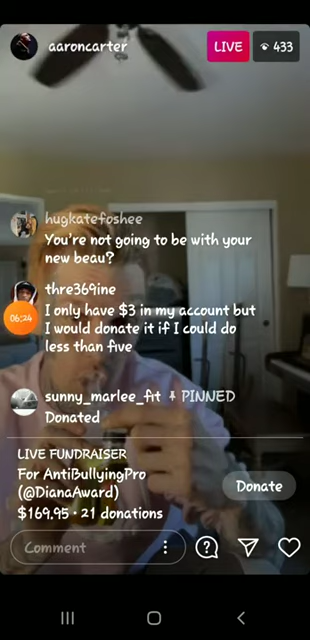 aaroncarter
LIVE
433
hugkatefoshee
You're not going to be with your
new beau?
thre369ine
06:24
I only have $3 in my account but
I would donate it if I could do
less than five
sunny_marlee_fit PINNED
Donated
LIVE FUNDRAISER
For AntiBullyingPro
(@DianaAward)
$169.95 • 21 donations
Donate
Comment